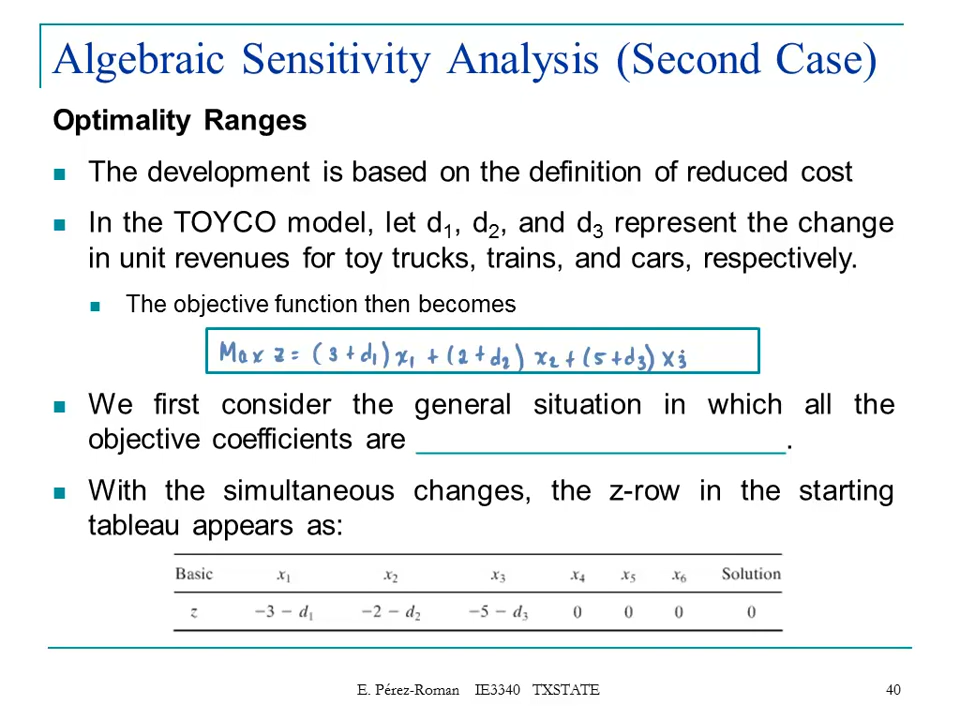 Algebraic Sensitivity Analysis (Second Case)
Optimality Ranges
The development is based on the definition of reduced cost
In the TOYCO model, let d₁, d₂, and d₃ represent the change
in unit revenues for toy trucks, trains, and cars, respectively.
The objective function then becomes
Max z = (3 + d₁) x₁ + (2 + d₂) x₂ + (5 + d₃) x₃
We first consider the general situation in which all the
objective coefficients are ______________________.
With the simultaneous changes, the z-row in the starting
tableau appears as:
Basic x₁ x₂ x₃ x₄ x₅ x₆ Solution
z −3 − d₁ −2 − d₂ −5 − d₃ 0 0 0 0
E. Pérez-Roman IE3340 TXSTATE 40